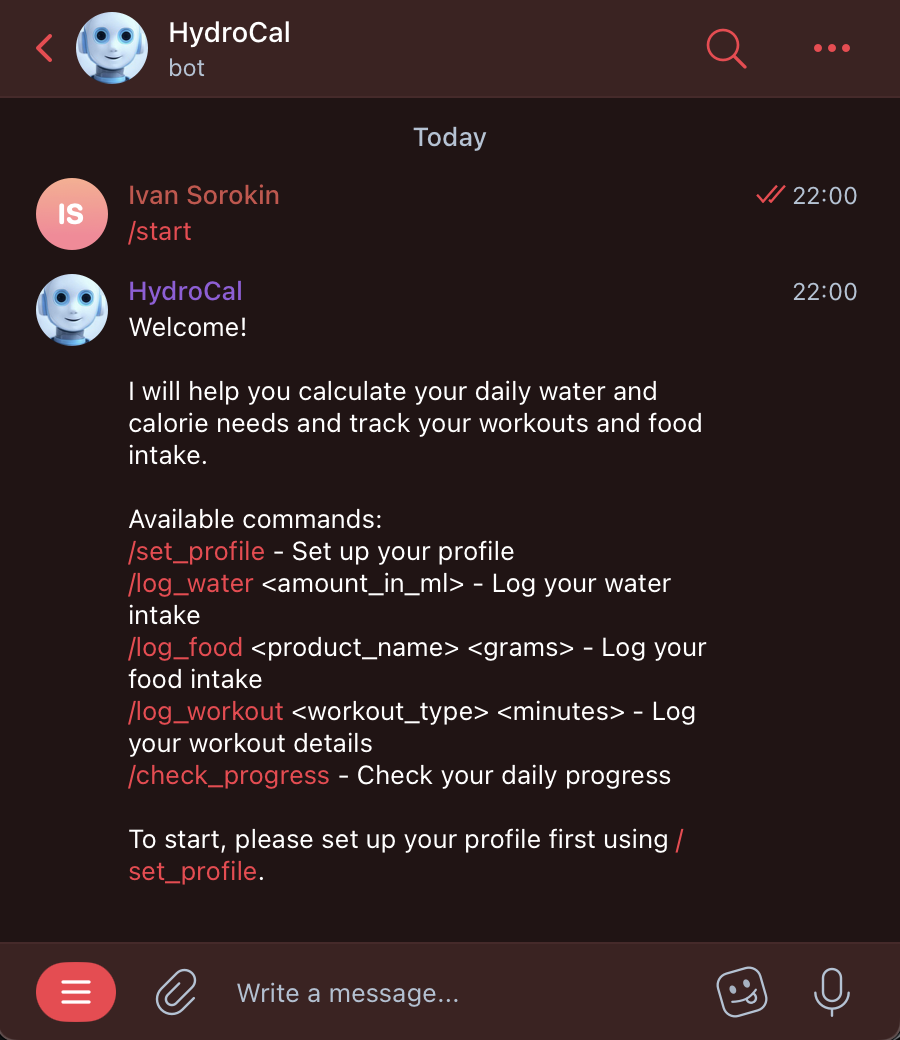 HydroCal
bot
Today
Ivan Sorokin
22:00
IS
/start
HydroCal
22:00
Welcome!
I will help you calculate your daily water and
calorie needs and track your workouts and food
intake.
Available commands:
/set_profile - Set up your profile
/log_water <amount_in_ml> - Log your water
intake
/log_food <product_name> <grams> - Log your
food intake
/log_workout <workout_type> <minutes> - Log
your workout details
/check_progress - Check your daily progress
To start, please set up your profile first using /
set_profile.
Write a message...